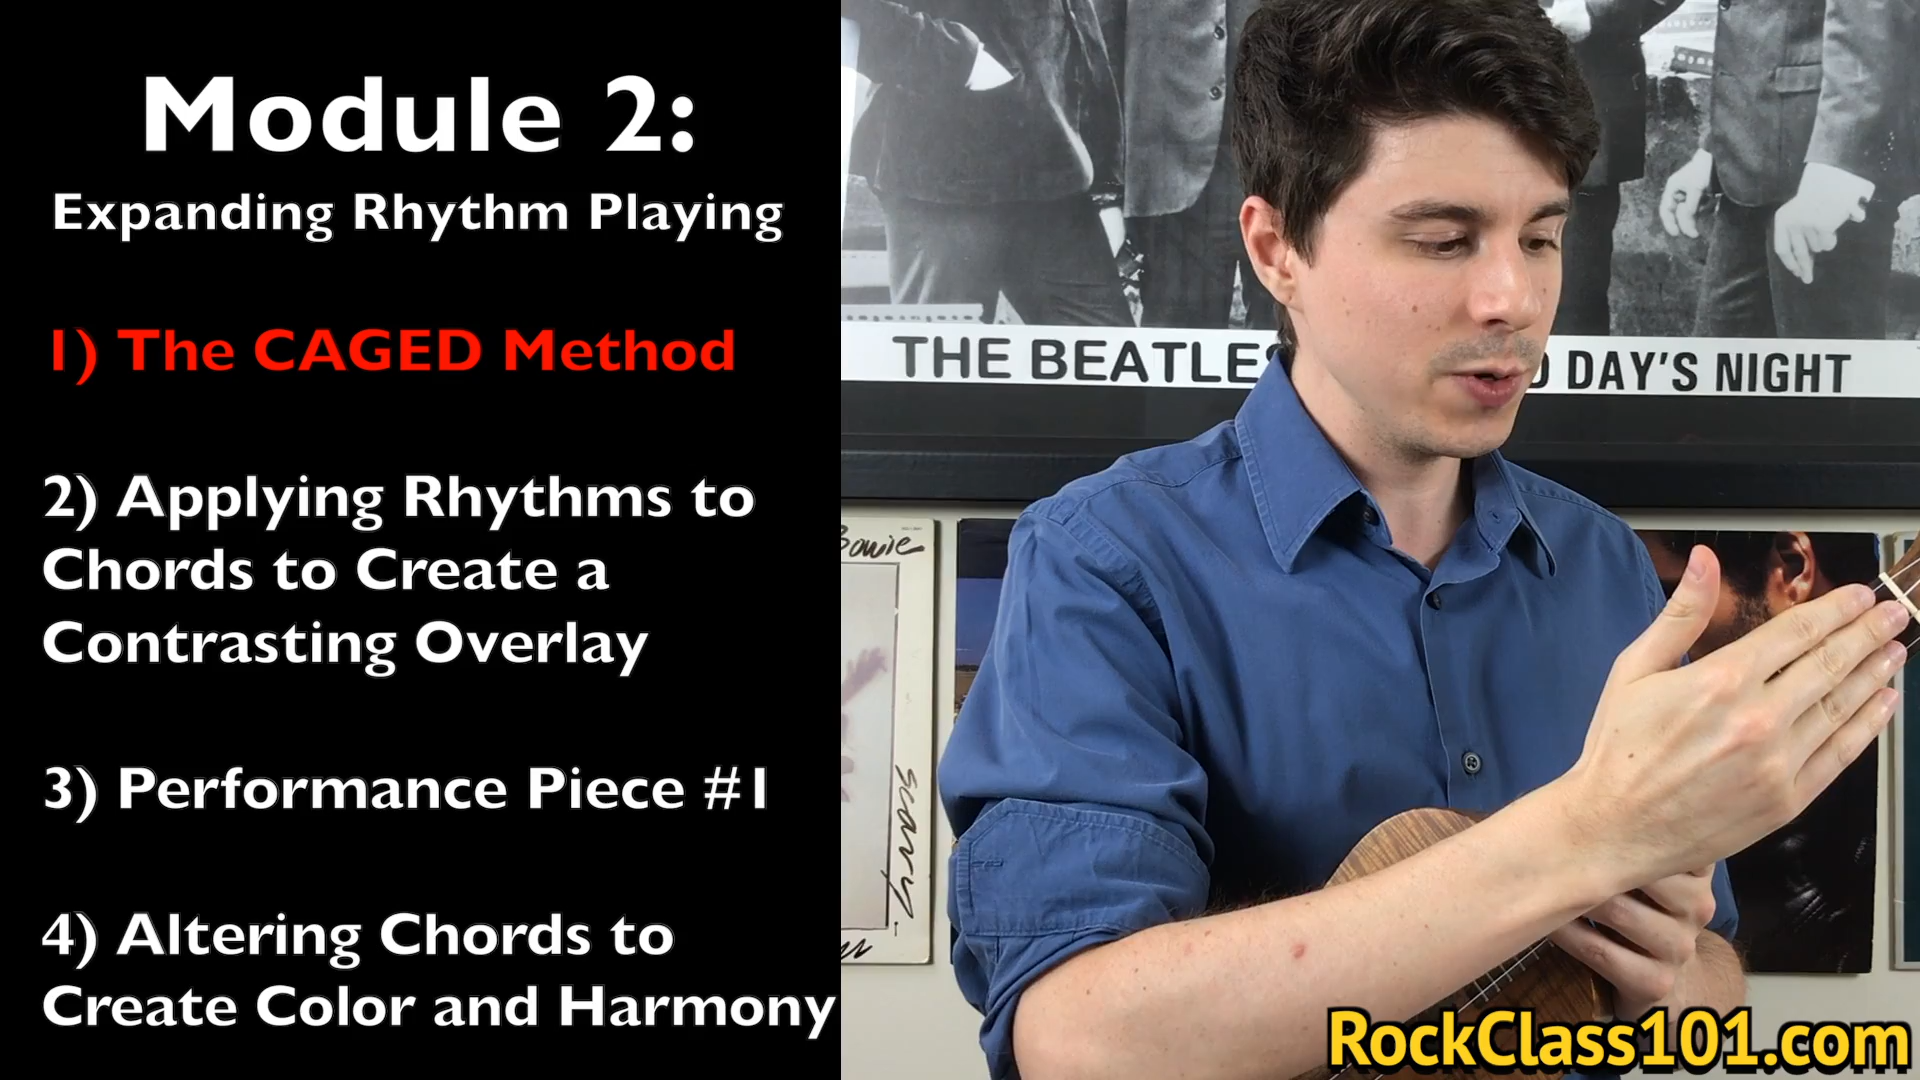 Module 2:
Expanding Rhythm Playing
1) The CAGED Method
2) Applying Rhythms to
Chords to Create a
Contrasting Overlay
3) Performance Piece #1
4) Altering Chords to
Create Color and Harmony
THE BEATLES DAY'S NIGHT
Bowie
scary
RockClass101.com